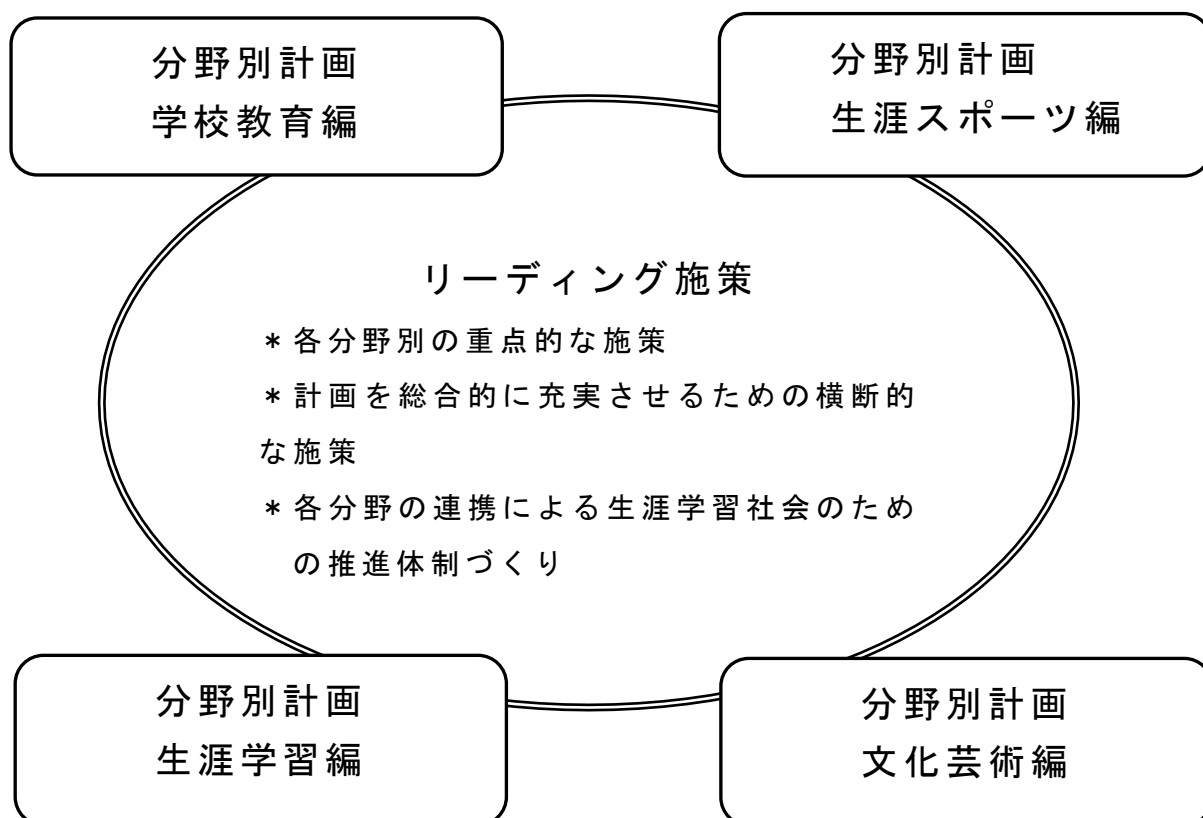 分野別計画
学校教育編
分野別計画
生涯スポーツ編
リーディング施策
＊各分野別の重点的な施策
＊計画を総合的に充実させるための横断的
な施策
＊各分野の連携による生涯学習社会のため
の推進体制づくり
分野別計画
生涯学習編
分野別計画
文化芸術編